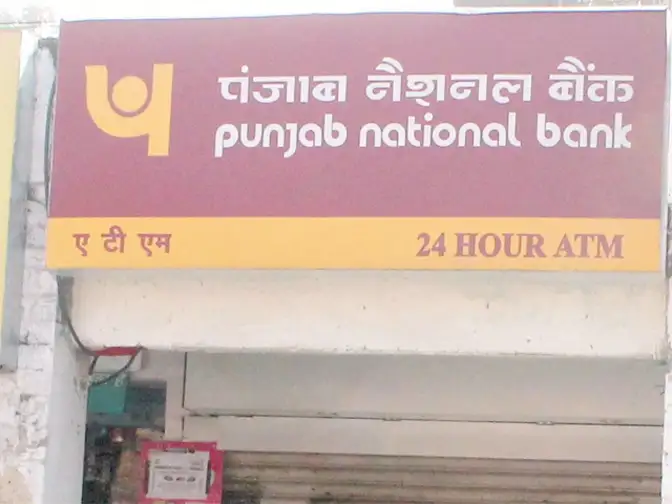 पंजाब नैशनल बैंक
punjab national bank
ए टी एम
24 HOUR ATM